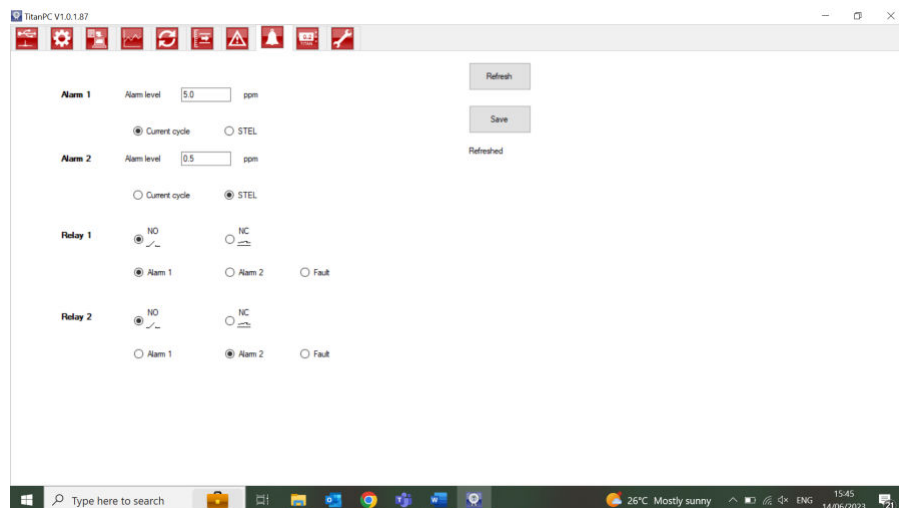 TitanPC V1.0.1.87
Refresh
Alarm 1 Alarm level 5.0 ppm
Save
Current cycle STEL
Refreshed
Alarm 2 Alarm level 0.5 ppm
Current cycle STEL
Relay 1 NO NC
Alarm 1 Alarm 2 Fault
Relay 2 NO NC
Alarm 1 Alarm 2 Fault
Type here to search 26°C Mostly sunny ENG 15:45
14/06/2023 21